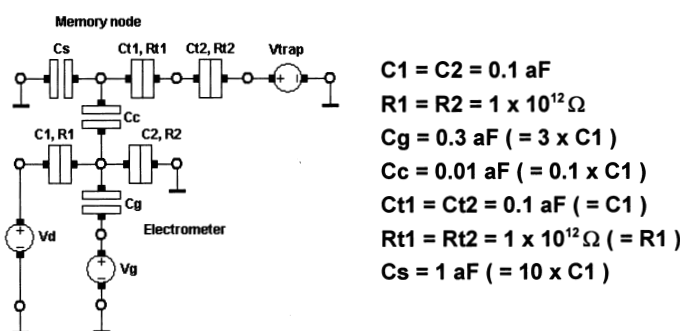 Memory node
Cs
Ct1, Rt1
Ct2, Rt2
Vtrap
Cc
C1, R1
C2, R2
Cg
Electrometer
Vd
Vg
C1 = C2 = 0.1 aF
R1 = R2 = 1 x 10¹² Ω
Cg = 0.3 aF ( = 3 x C1 )
Cc = 0.01 aF ( = 0.1 x C1 )
Ct1 = Ct2 = 0.1 aF ( = C1 )
Rt1 = Rt2 = 1 x 10¹² Ω ( = R1 )
Cs = 1 aF ( = 10 x C1 )